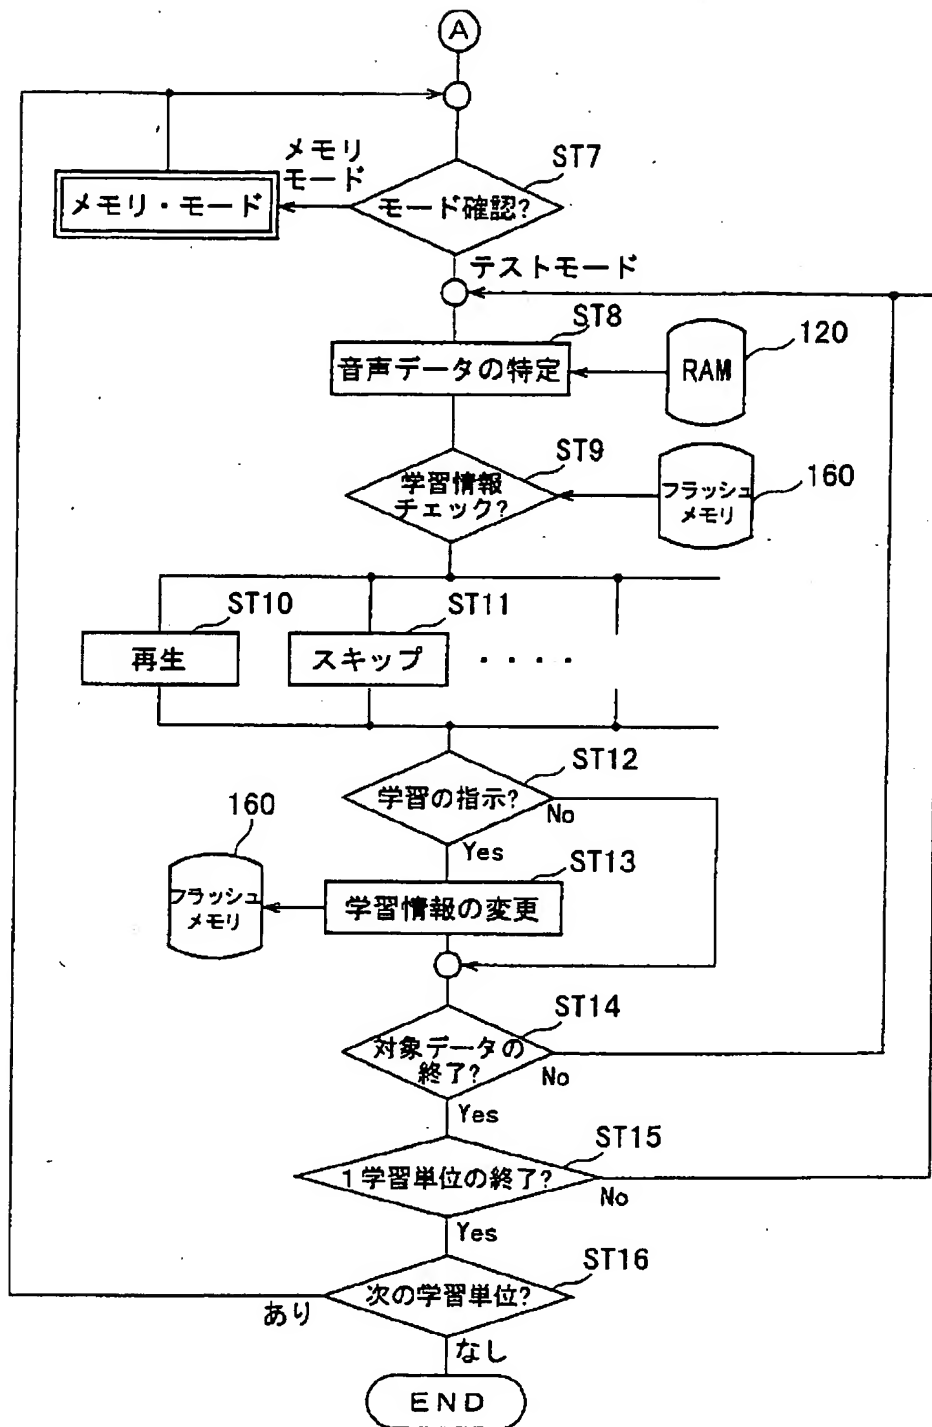 A
メモリ
モード
ST7
メモリ・モード
モード確認?
テストモード
ST8
120
音声データの特定
RAM
ST9
160
学習情報
チェック?
フラッシュ
メモリ
ST10
ST11
再生
スキップ
・・・・
ST12
学習の指示?
No
160
Yes
ST13
フラッシュ
メモリ
学習情報の変更
ST14
対象データの
終了?
No
Yes
ST15
1学習単位の終了?
No
Yes
ST16
次の学習単位?
あり
なし
END